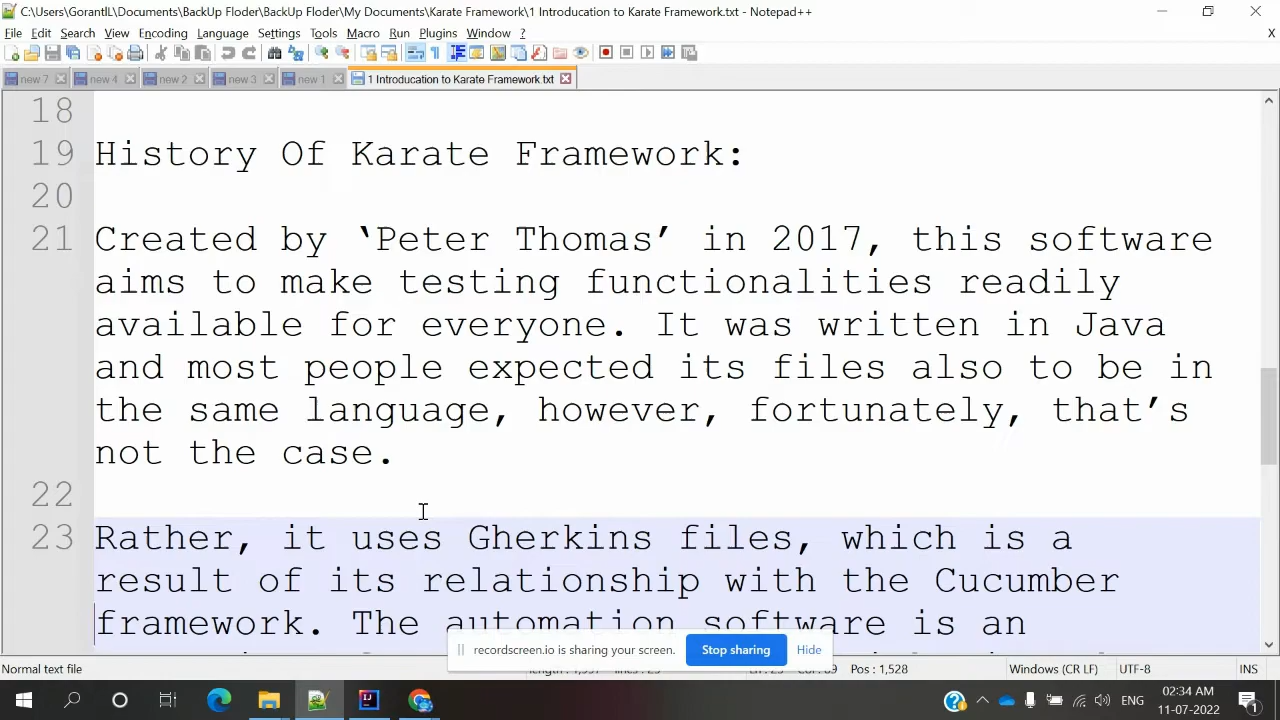 C:\Users\GorantlL\Documents\BackUp Floder\BackUp Floder\My Documents\Karate Framework\1 Introducation to Karate Framework.txt - Notepad++
File Edit Search View Encoding Language Settings Tools Macro Run Plugins Window ? X
new 7 new 4 new 2 new 3 new 1 1 Introducation to Karate Framework.txt
18
19 History Of Karate Framework:
20
21 Created by ‘Peter Thomas’ in 2017, this software
aims to make testing functionalities readily
available for everyone. It was written in Java
and most people expected its files also to be in
the same language, however, fortunately, that’s
not the case.
22
23 Rather, it uses Gherkins files, which is a
result of its relationship with the Cucumber
framework. The automation software is an
recordscreen.io is sharing your screen. Stop sharing Hide
Normal text file Pos : 1,528 Windows (CR LF) UTF-8 INS
ENG 02:34 AM
11-07-2022